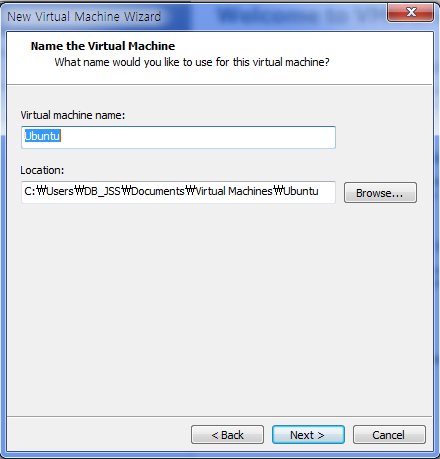 New Virtual Machine Wizard
Name the Virtual Machine
What name would you like to use for this virtual machine?
Virtual machine name:
Ubuntu
Location:
C:₩Users₩DB_JSS₩Documents₩Virtual Machines₩Ubuntu
Browse...
< Back
Next >
Cancel